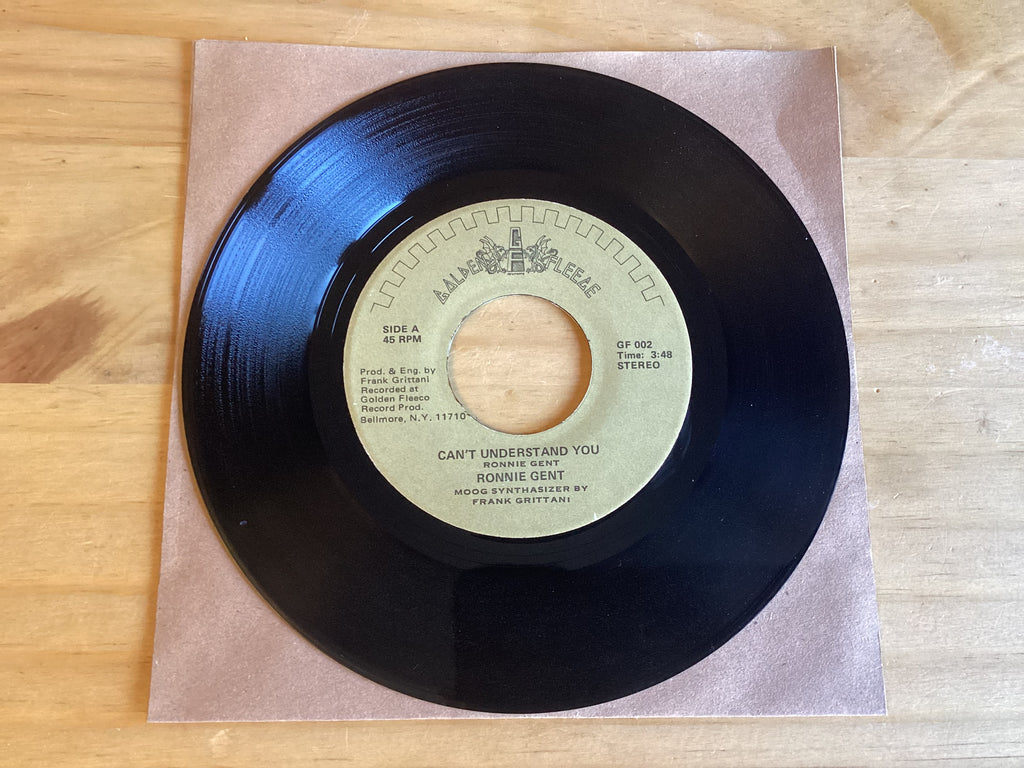 GOLDEN FLEECE
SIDE A
45 RPM
GF 002
Time: 3:48
STEREO
Prod. & Eng. by
Frank Grittani
Recorded at
Golden Fleeco
Record Prod.
Bellmore, N.Y. 11710
CAN'T UNDERSTAND YOU
RONNIE GENT
RONNIE GENT
MOOG SYNTHASIZER BY
FRANK GRITTANI